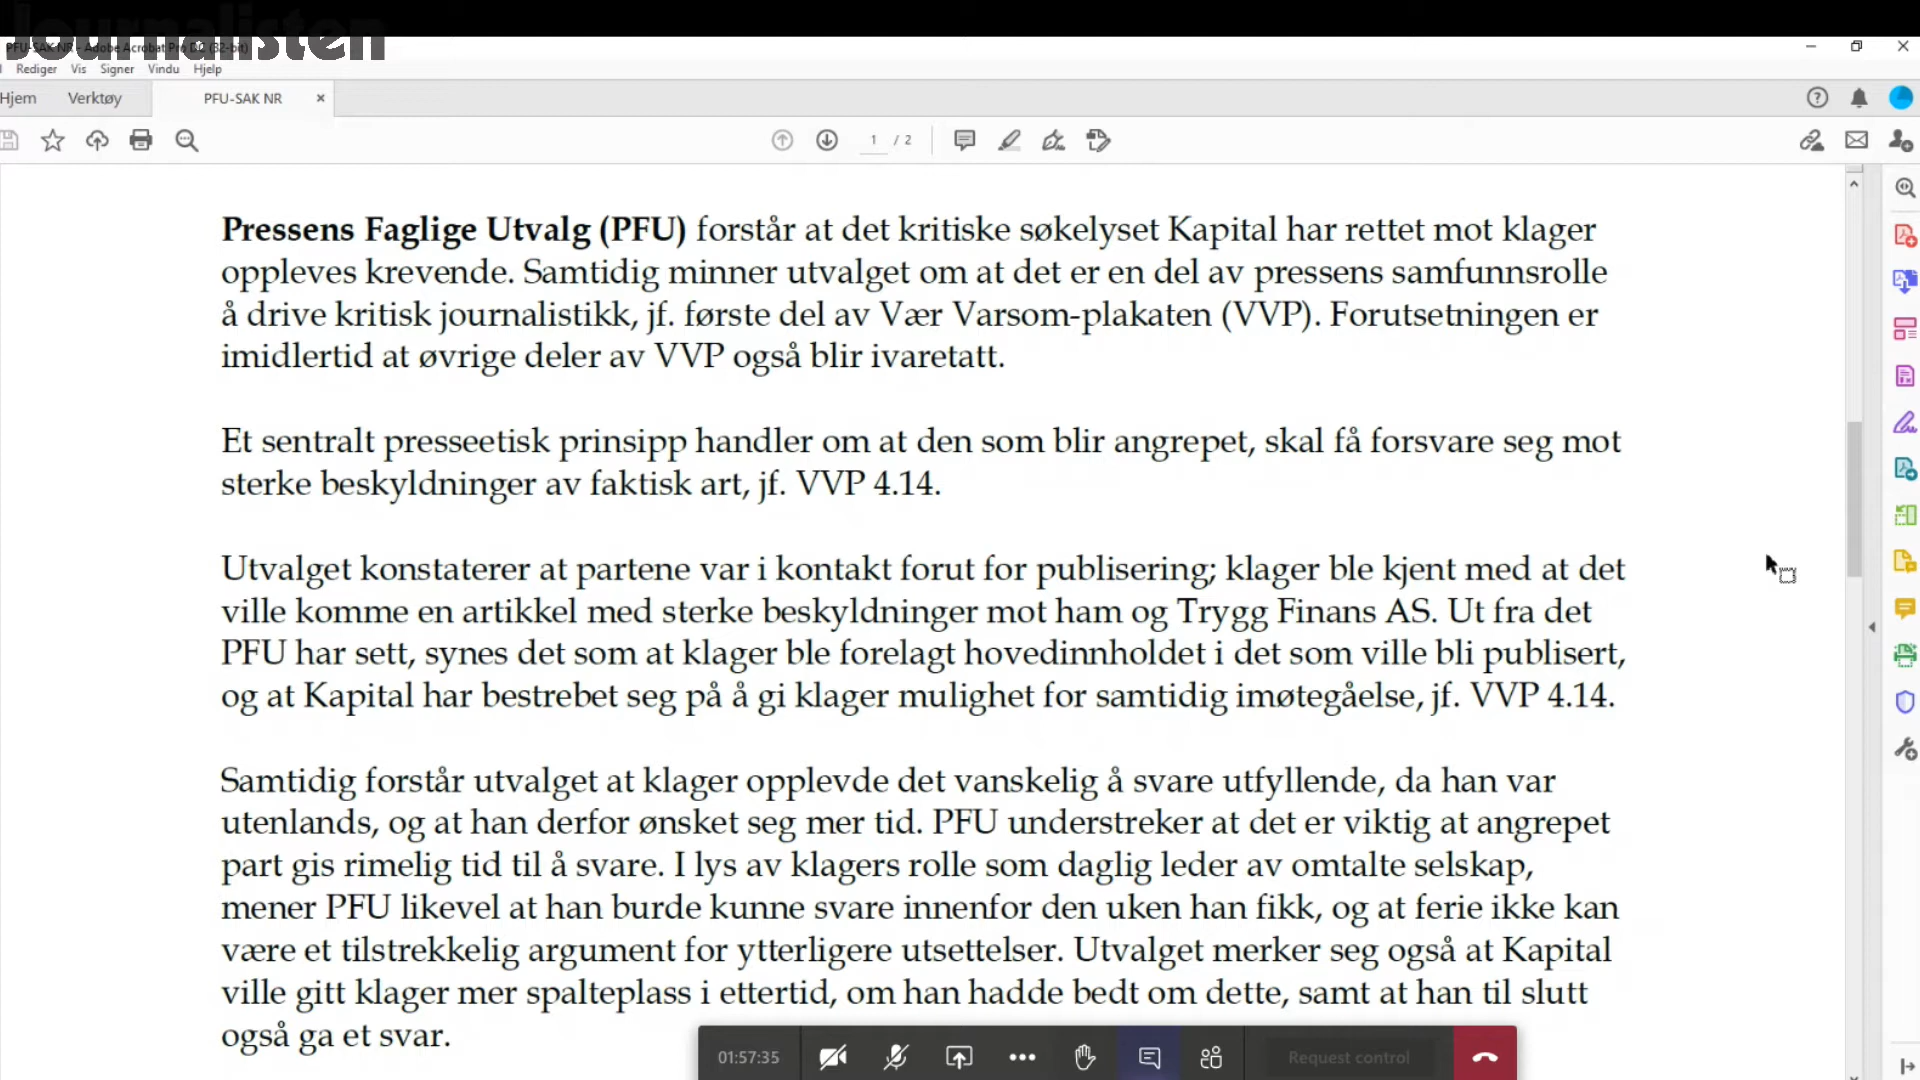 Journalisten
PFU-SAK NR - Adobe Acrobat Pro DC (32-bit)
Rediger Vis Signer Vindu Hjelp
Hjem Verktøy PFU-SAK NR
1 / 2
Pressens Faglige Utvalg (PFU) forstår at det kritiske søkelyset Kapital har rettet mot klager
oppleves krevende. Samtidig minner utvalget om at det er en del av pressens samfunnsrolle
å drive kritisk journalistikk, jf. første del av Vær Varsom-plakaten (VVP). Forutsetningen er
imidlertid at øvrige deler av VVP også blir ivaretatt.
Et sentralt presseetisk prinsipp handler om at den som blir angrepet, skal få forsvare seg mot
sterke beskyldninger av faktisk art, jf. VVP 4.14.
Utvalget konstaterer at partene var i kontakt forut for publisering; klager ble kjent med at det
ville komme en artikkel med sterke beskyldninger mot ham og Trygg Finans AS. Ut fra det
PFU har sett, synes det som at klager ble forelagt hovedinnholdet i det som ville bli publisert,
og at Kapital har bestrebet seg på å gi klager mulighet for samtidig imøtegåelse, jf. VVP 4.14.
Samtidig forstår utvalget at klager opplevde det vanskelig å svare utfyllende, da han var
utenlands, og at han derfor ønsket seg mer tid. PFU understreker at det er viktig at angrepet
part gis rimelig tid til å svare. I lys av klagers rolle som daglig leder av omtalte selskap,
mener PFU likevel at han burde kunne svare innenfor den uken han fikk, og at ferie ikke kan
være et tilstrekkelig argument for ytterligere utsettelser. Utvalget merker seg også at Kapital
ville gitt klager mer spalteplass i ettertid, om han hadde bedt om dette, samt at han til slutt
også ga et svar.
01:57:35 Request control